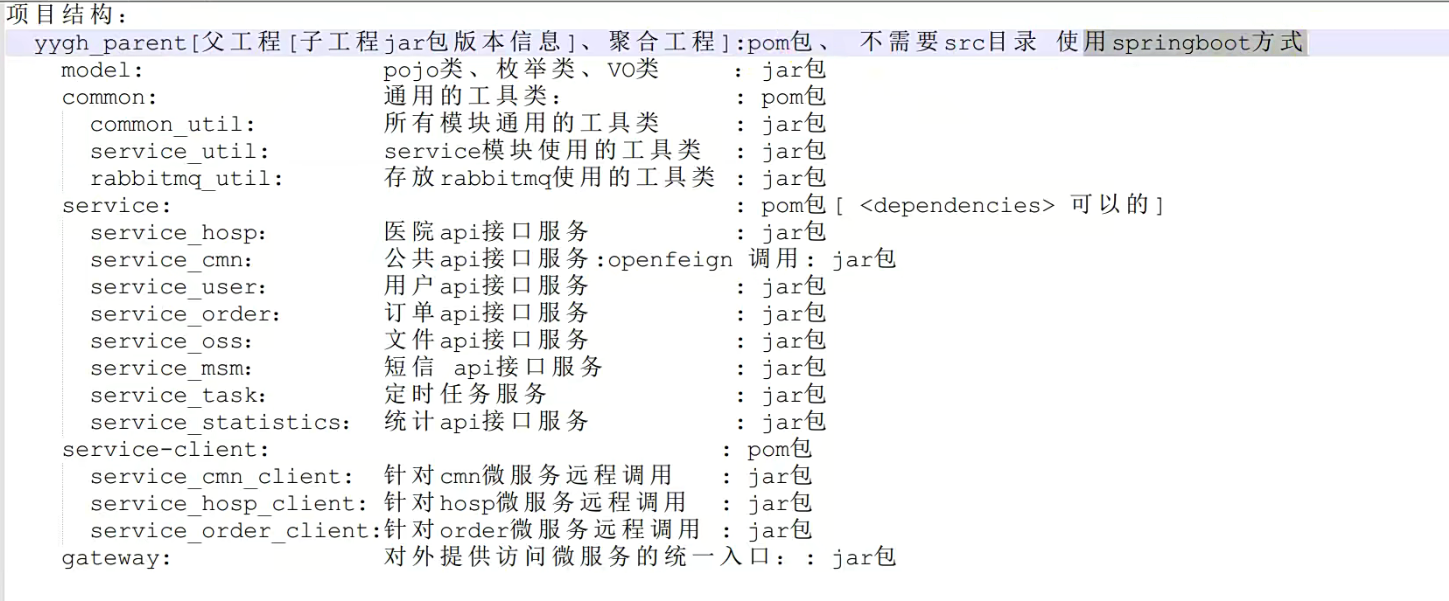 项目结构:
yygh_parent[父工程[子工程jar包版本信息]、聚合工程]:pom包、 不需要src目录 使用springboot方式
model: pojo类、枚举类、VO类 : jar包
common: 通用的工具类: : pom包
common_util: 所有模块通用的工具类 : jar包
service_util: service模块使用的工具类 : jar包
rabbitmq_util: 存放rabbitmq使用的工具类 : jar包
service: : pom包[ <dependencies> 可以的]
service_hosp: 医院api接口服务 : jar包
service_cmn: 公共api接口服务:openfeign 调用: jar包
service_user: 用户api接口服务 : jar包
service_order: 订单api接口服务 : jar包
service_oss: 文件api接口服务 : jar包
service_msm: 短信 api接口服务 : jar包
service_task: 定时任务服务 : jar包
service_statistics: 统计api接口服务 : jar包
service-client: : pom包
service_cmn_client: 针对cmn微服务远程调用 : jar包
service_hosp_client: 针对hosp微服务远程调用 : jar包
service_order_client:针对order微服务远程调用 : jar包
gateway: 对外提供访问微服务的统一入口: : jar包